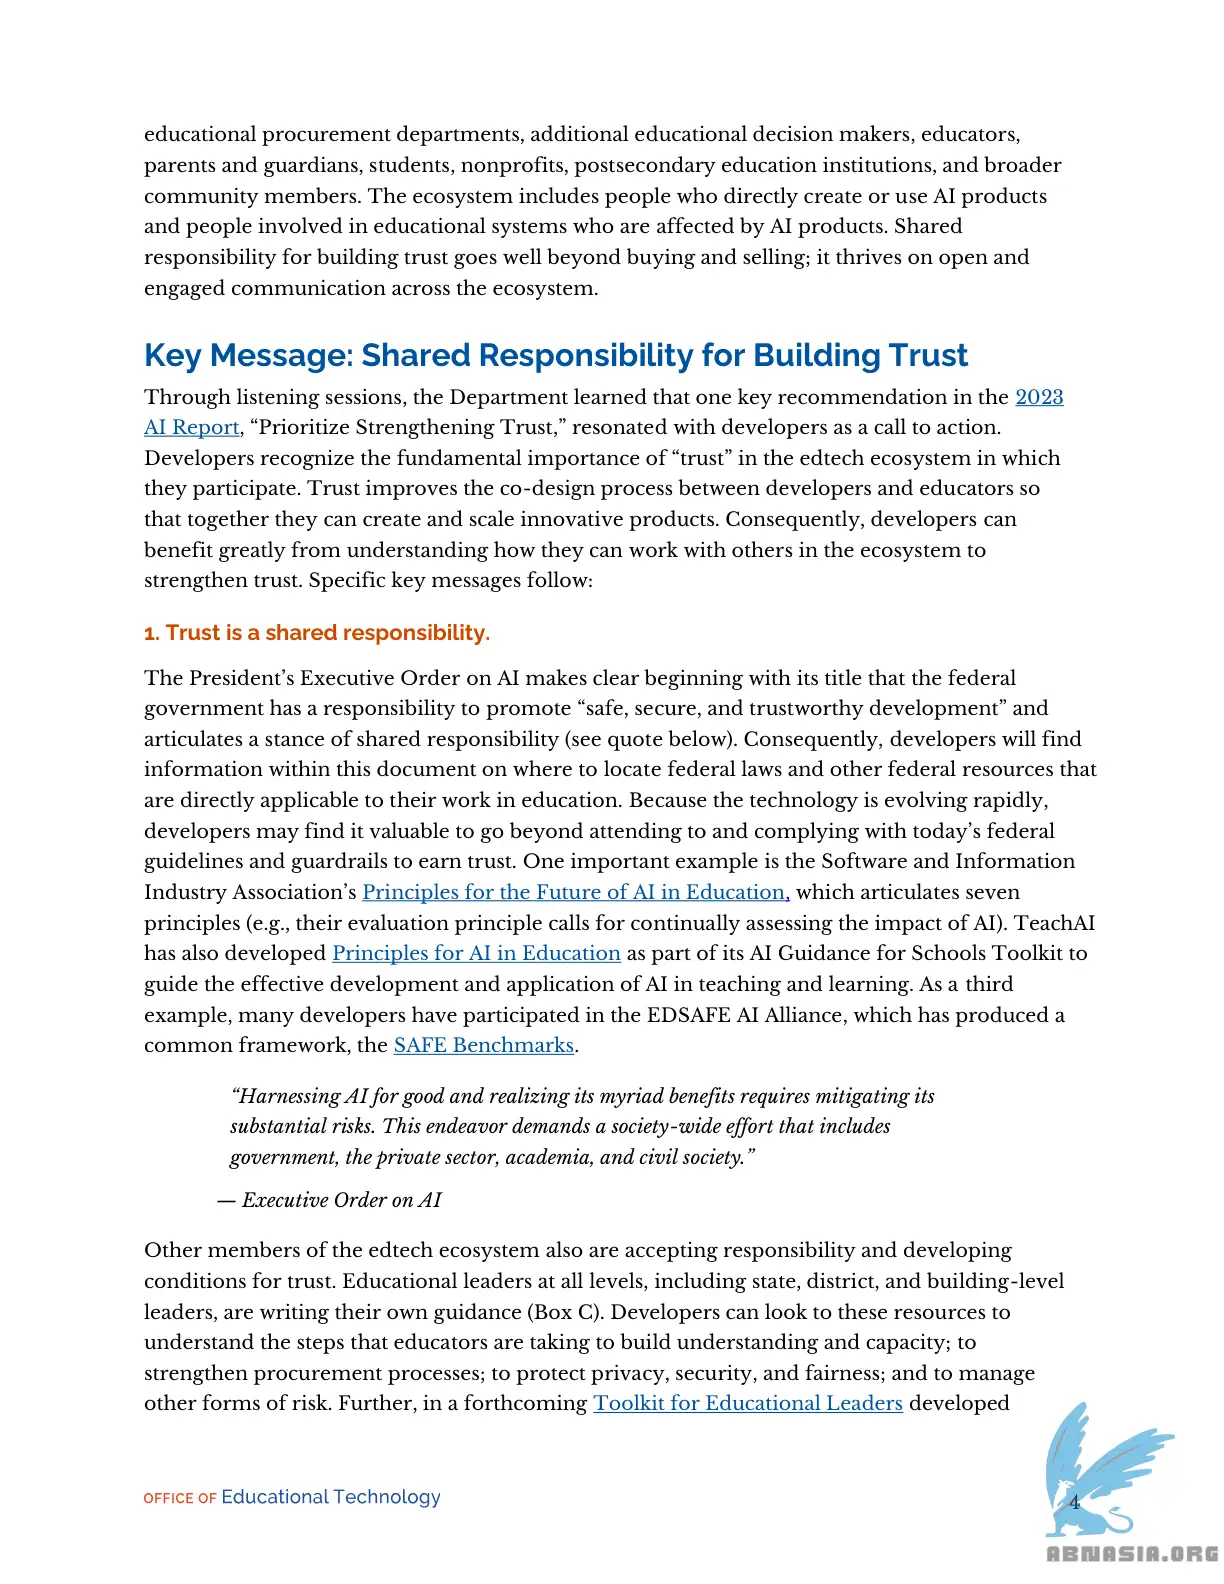 educational procurement departments, additional educational decision makers, educators,
parents and guardians, students, nonprofits, postsecondary education institutions, and broader
community members. The ecosystem includes people who directly create or use AI products
and people involved in educational systems who are affected by AI products. Shared
responsibility for building trust goes well beyond buying and selling; it thrives on open and
engaged communication across the ecosystem.
Key Message: Shared Responsibility for Building Trust
Through listening sessions, the Department learned that one key recommendation in the 2023
AI Report, “Prioritize Strengthening Trust,” resonated with developers as a call to action.
Developers recognize the fundamental importance of “trust” in the edtech ecosystem in which
they participate. Trust improves the co-design process between developers and educators so
that together they can create and scale innovative products. Consequently, developers can
benefit greatly from understanding how they can work with others in the ecosystem to
strengthen trust. Specific key messages follow:
1. Trust is a shared responsibility.
The President’s Executive Order on AI makes clear beginning with its title that the federal
government has a responsibility to promote “safe, secure, and trustworthy development” and
articulates a stance of shared responsibility (see quote below). Consequently, developers will find
information within this document on where to locate federal laws and other federal resources that
are directly applicable to their work in education. Because the technology is evolving rapidly,
developers may find it valuable to go beyond attending to and complying with today’s federal
guidelines and guardrails to earn trust. One important example is the Software and Information
Industry Association’s Principles for the Future of AI in Education, which articulates seven
principles (e.g., their evaluation principle calls for continually assessing the impact of AI). TeachAI
has also developed Principles for AI in Education as part of its AI Guidance for Schools Toolkit to
guide the effective development and application of AI in teaching and learning. As a third
example, many developers have participated in the EDSAFE AI Alliance, which has produced a
common framework, the SAFE Benchmarks.
“Harnessing AI for good and realizing its myriad benefits requires mitigating its
substantial risks. This endeavor demands a society-wide effort that includes
government, the private sector, academia, and civil society.”
— Executive Order on AI
Other members of the edtech ecosystem also are accepting responsibility and developing
conditions for trust. Educational leaders at all levels, including state, district, and building-level
leaders, are writing their own guidance (Box C). Developers can look to these resources to
understand the steps that educators are taking to build understanding and capacity; to
strengthen procurement processes; to protect privacy, security, and fairness; and to manage
other forms of risk. Further, in a forthcoming Toolkit for Educational Leaders developed
OFFICE OF Educational Technology
4
ABNASIA.ORG